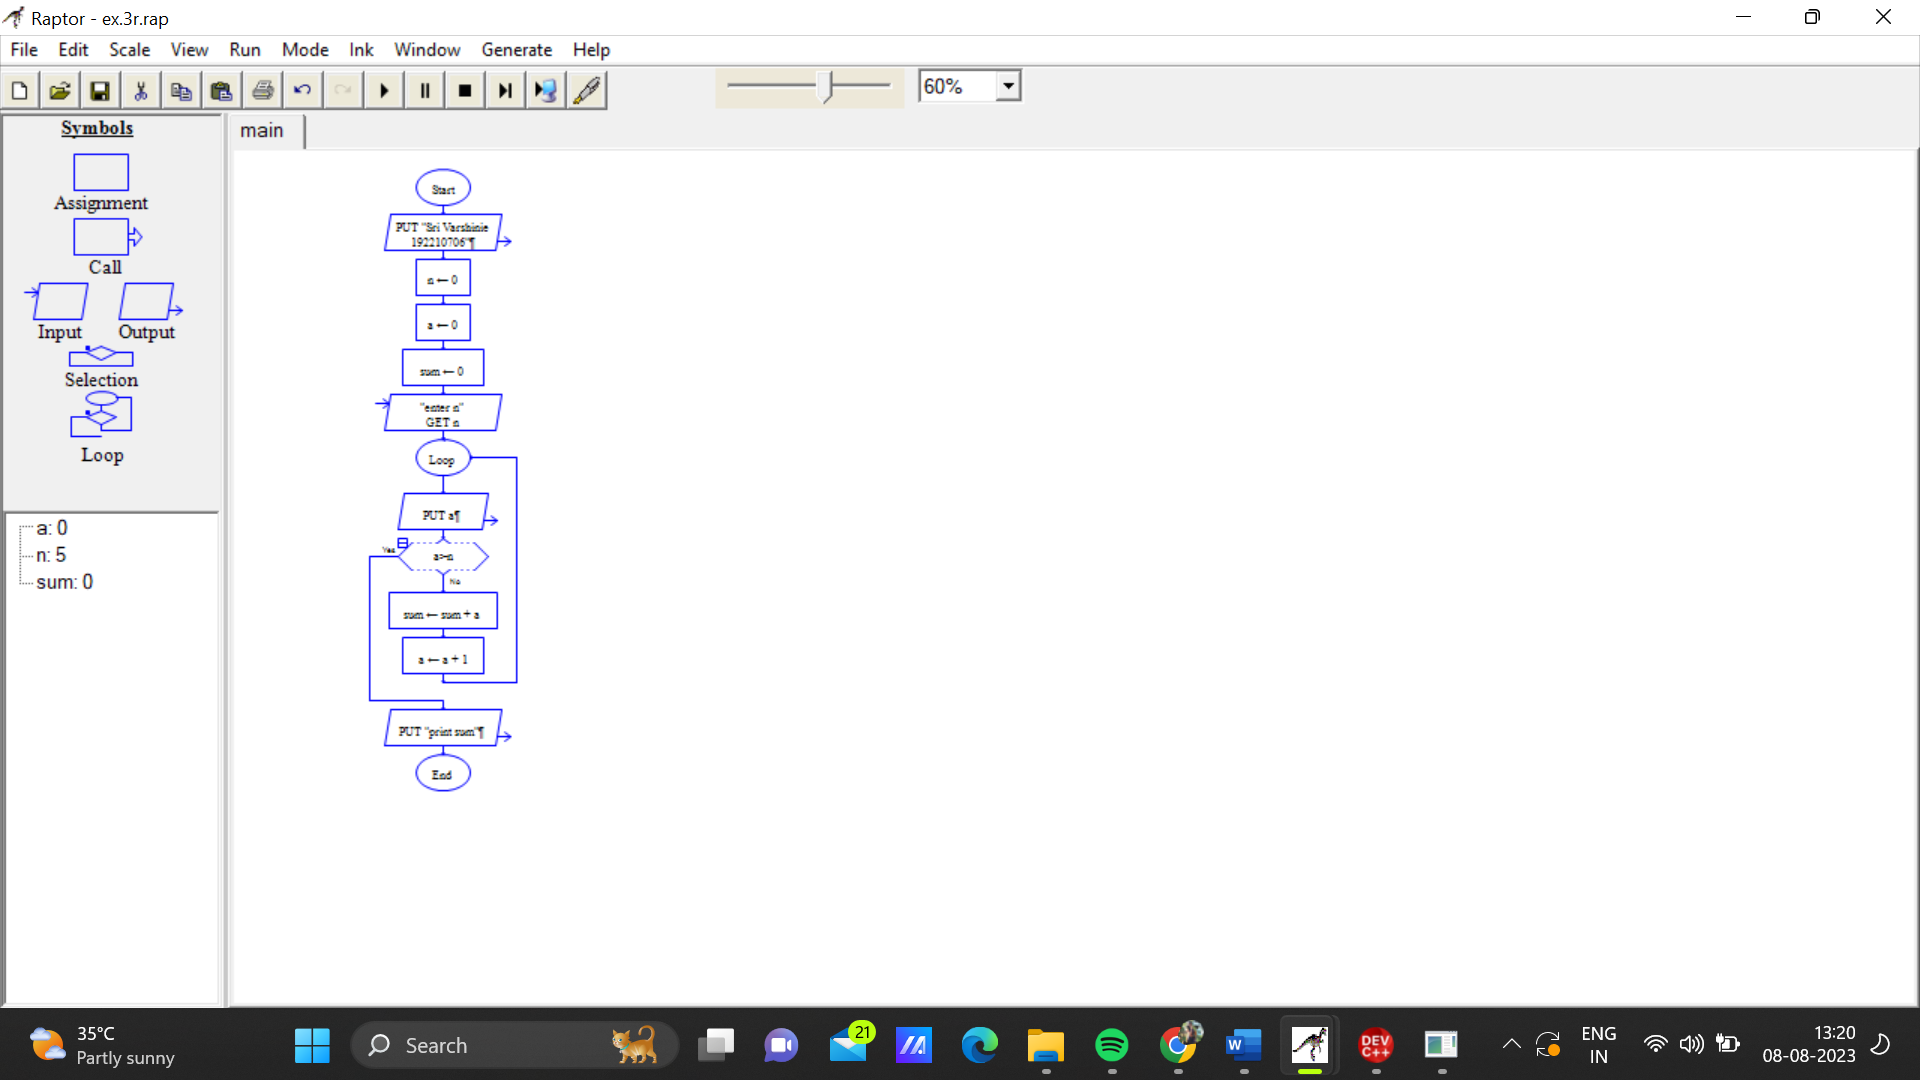 Raptor - ex.3r.rap
File Edit Scale View Run Mode Ink Window Generate Help
60%
Symbols
Assignment
Call
Input Output
Selection
Loop
a: 0
n: 5
sum: 0
main
Start
PUT "Sri Varshinie
192210706"¶
n ← 0
a ← 0
sum ← 0
"enter n"
GET n
Loop
PUT a¶
Yes
a>=n
No
sum ← sum + a
a ← a + 1
PUT "print sum"¶
End
35°C
Partly sunny
Search
21
W
DEV
C++
ENG
IN
13:20
08-08-2023